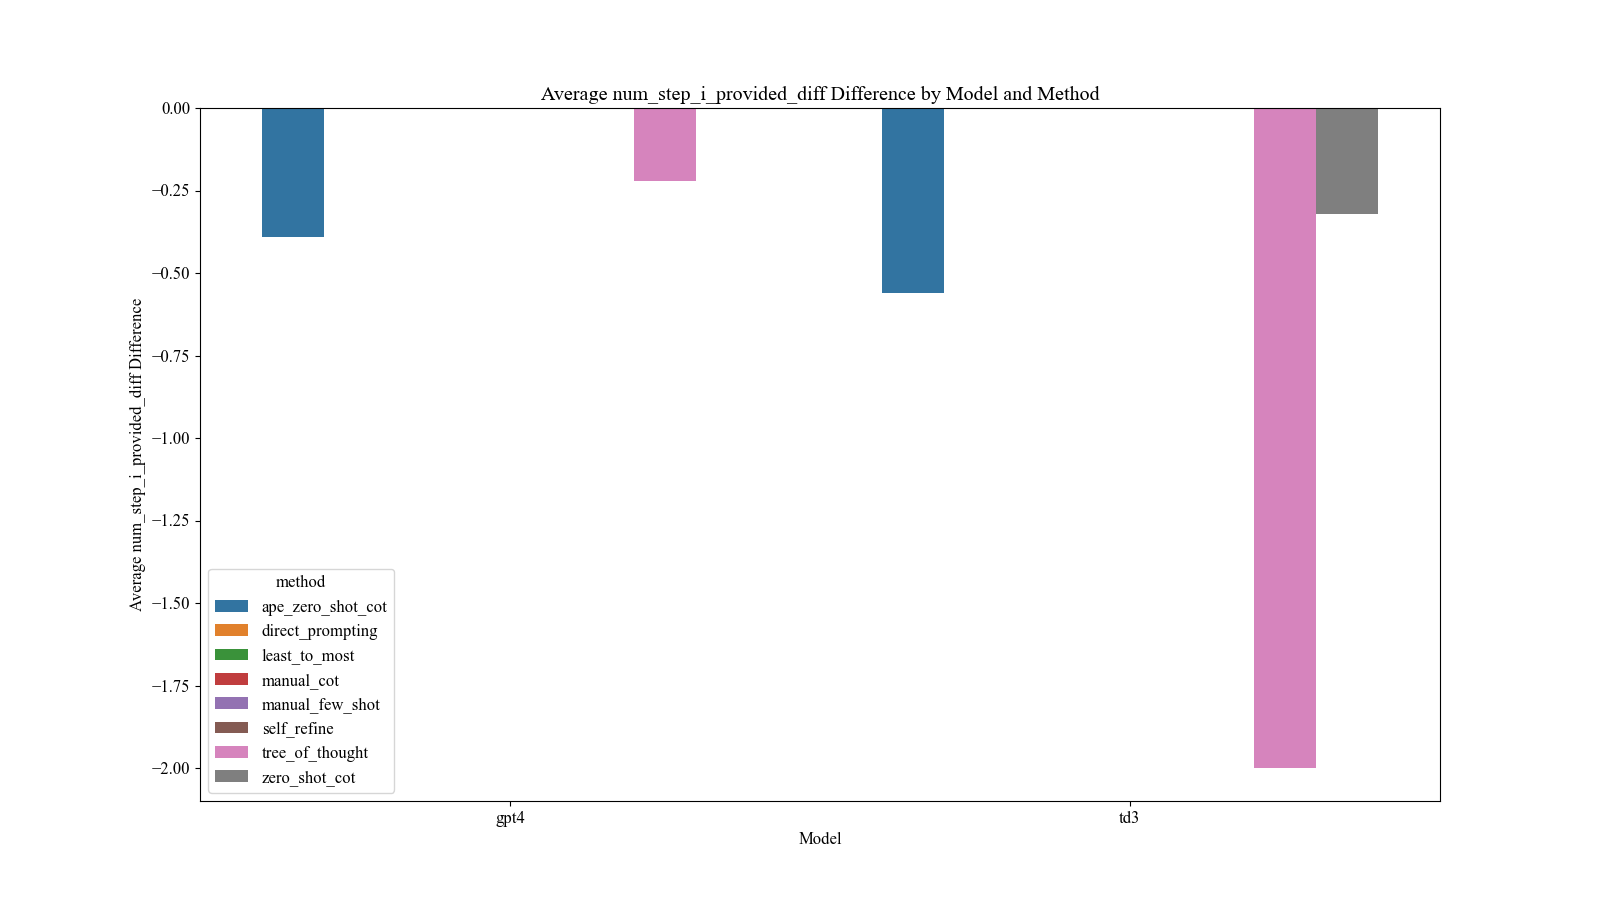 Average num_step_i_provided_diff Difference by Model and Method
Average num_step_i_provided_diff Difference
0.00
−0.25
−0.50
−0.75
−1.00
−1.25
−1.50
−1.75
−2.00
method
ape_zero_shot_cot
direct_prompting
least_to_most
manual_cot
manual_few_shot
self_refine
tree_of_thought
zero_shot_cot
gpt4
td3
Model